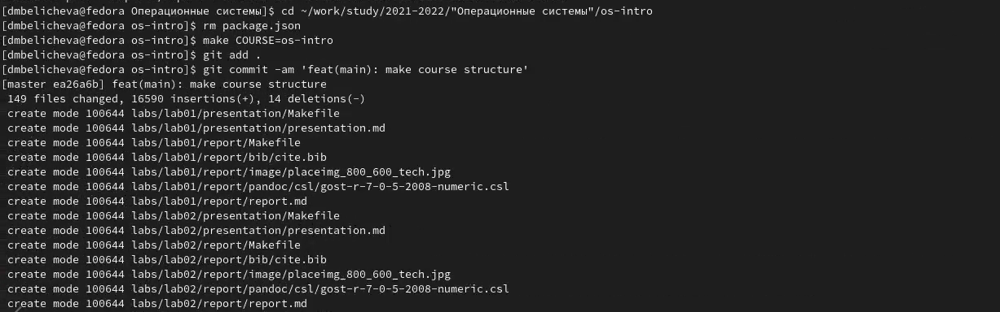 [dmbelicheva@fedora Операционные системы]$ cd ~/work/study/2021-2022/"Операционные системы"/os-intro
[dmbelicheva@fedora os-intro]$ rm package.json
[dmbelicheva@fedora os-intro]$ make COURSE=os-intro
[dmbelicheva@fedora os-intro]$ git add .
[dmbelicheva@fedora os-intro]$ git commit -am 'feat(main): make course structure'
[master ea26a6b] feat(main): make course structure
 149 files changed, 16590 insertions(+), 14 deletions(-)
 create mode 100644 labs/lab01/presentation/Makefile
 create mode 100644 labs/lab01/presentation/presentation.md
 create mode 100644 labs/lab01/report/Makefile
 create mode 100644 labs/lab01/report/bib/cite.bib
 create mode 100644 labs/lab01/report/image/placeimg_800_600_tech.jpg
 create mode 100644 labs/lab01/report/pandoc/csl/gost-r-7-0-5-2008-numeric.csl
 create mode 100644 labs/lab01/report/report.md
 create mode 100644 labs/lab02/presentation/Makefile
 create mode 100644 labs/lab02/presentation/presentation.md
 create mode 100644 labs/lab02/report/Makefile
 create mode 100644 labs/lab02/report/bib/cite.bib
 create mode 100644 labs/lab02/report/image/placeimg_800_600_tech.jpg
 create mode 100644 labs/lab02/report/pandoc/csl/gost-r-7-0-5-2008-numeric.csl
 create mode 100644 labs/lab02/report/report.md